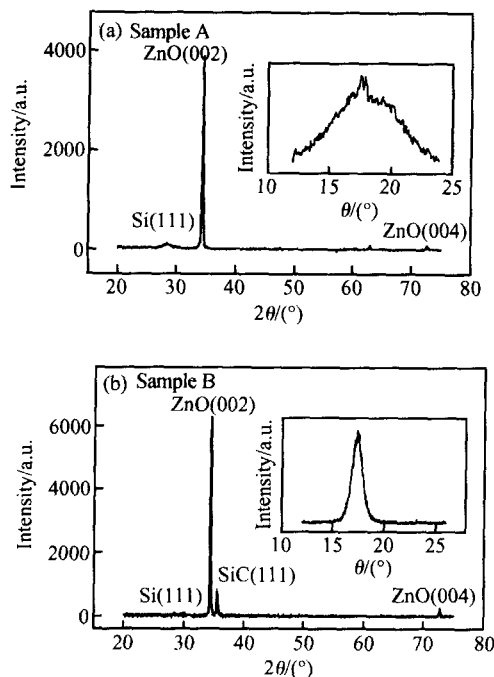 (a) Sample A
ZnO(002)
4000
2000
0
Intensity/a.u.
Si(111)
ZnO(004)
20 30 40 50 60 70 80
2θ/(°)
Intensity/a.u.
10 15 20 25
θ/(°)
(b) Sample B
ZnO(002)
6000
4000
2000
0
Intensity/a.u.
Si(111)
SiC(111)
ZnO(004)
20 30 40 50 60 70 80
2θ/(°)
Intensity/a.u.
10 15 20 25
θ/(°)